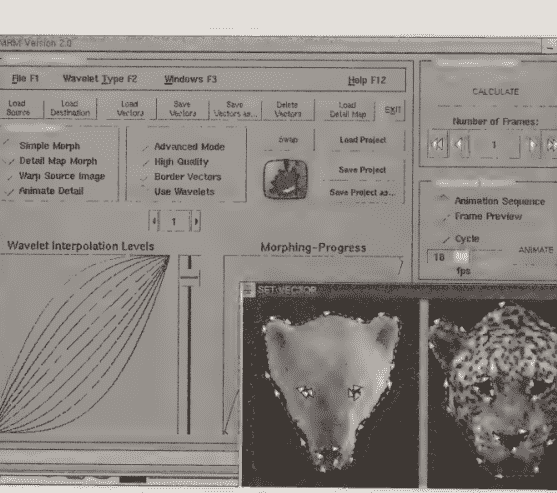 MRM Version 2.0
File F1 Wavelet Type F2 Windows F3 Help F12
Load Source Load Destination Load Vectors Save Vectors Save Vectors as... Delete Vectors Load Detail Map EXIT
Simple Morph
Detail Map Morph
Warp Source Image
Animate Detail
Advanced Mode
High Quality
Border Vectors
Use Wavelets
Swap
Load Project
Save Project
Save Project as...
1
CALCULATE
Number of Frames:
1
Animation Sequence
Frame Preview
Cycle
18
fps
ANIMATE
Wavelet Interpolation Levels
Morphing-Progress
SET VECTOR